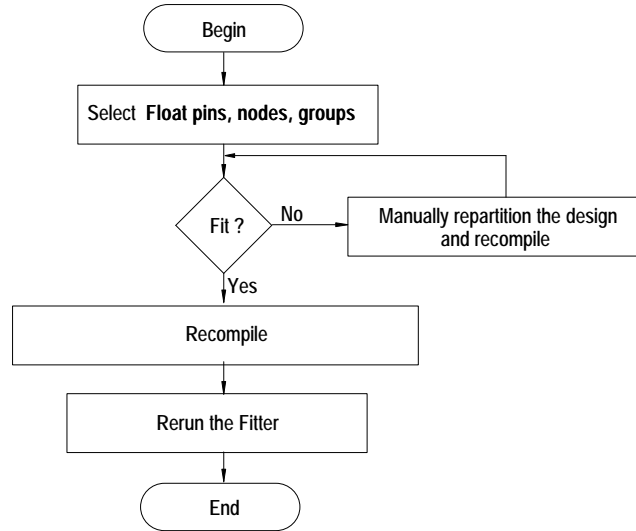 Begin
Select Float pins, nodes, groups
Fit ?
No
Manually repartition the design
and recompile
Yes
Recompile
Rerun the Fitter
End